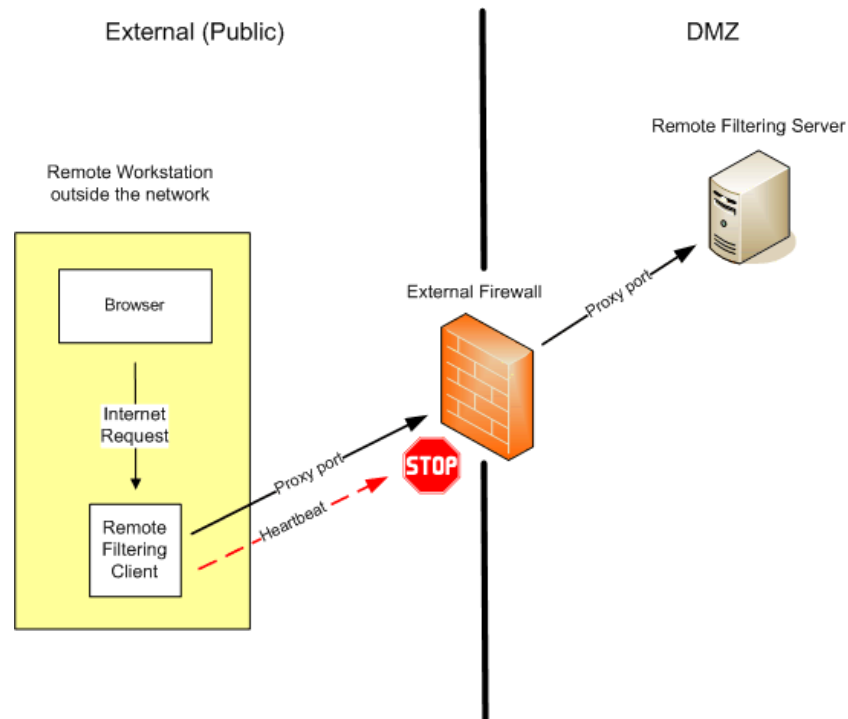 External (Public)
DMZ
Remote Filtering Server
Remote Workstation
outside the network
Browser
External Firewall
Proxy port
Internet
Request
STOP
Proxy port
Heartbeat
Remote
Filtering
Client